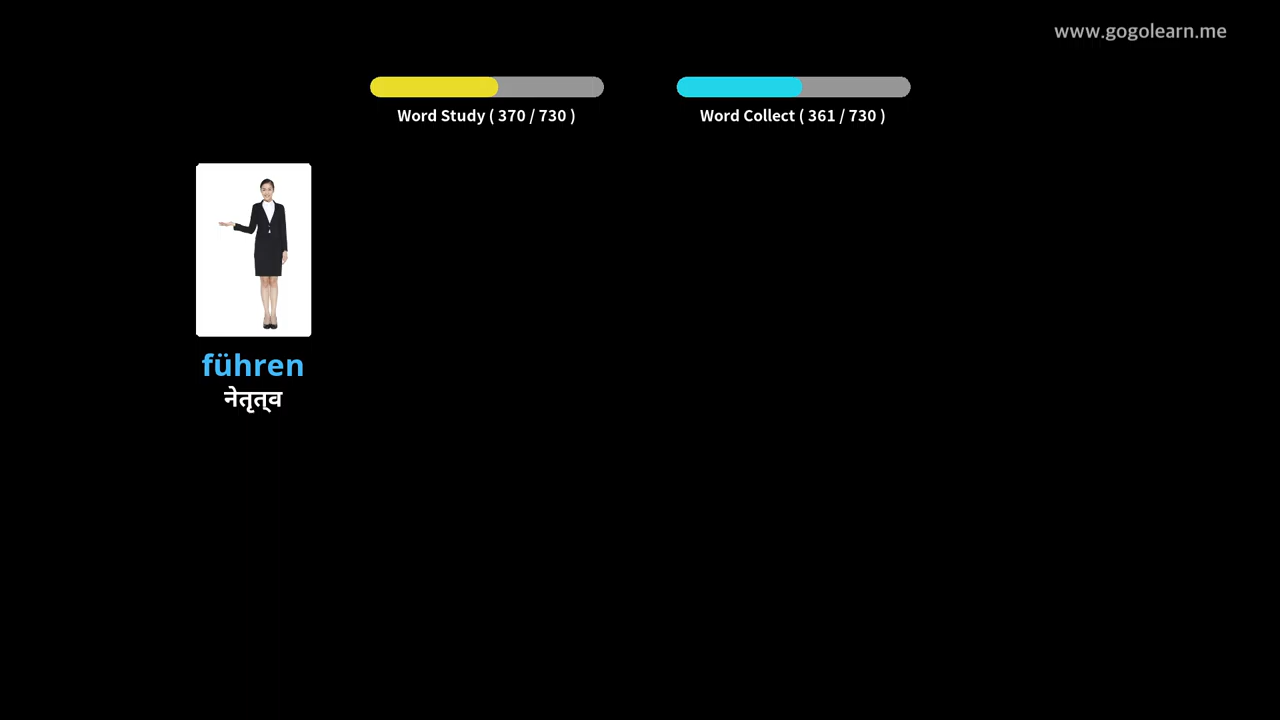 www.gogolearn.me
Word Study ( 370 / 730 )
Word Collect ( 361 / 730 )
führen
नेतृत्व